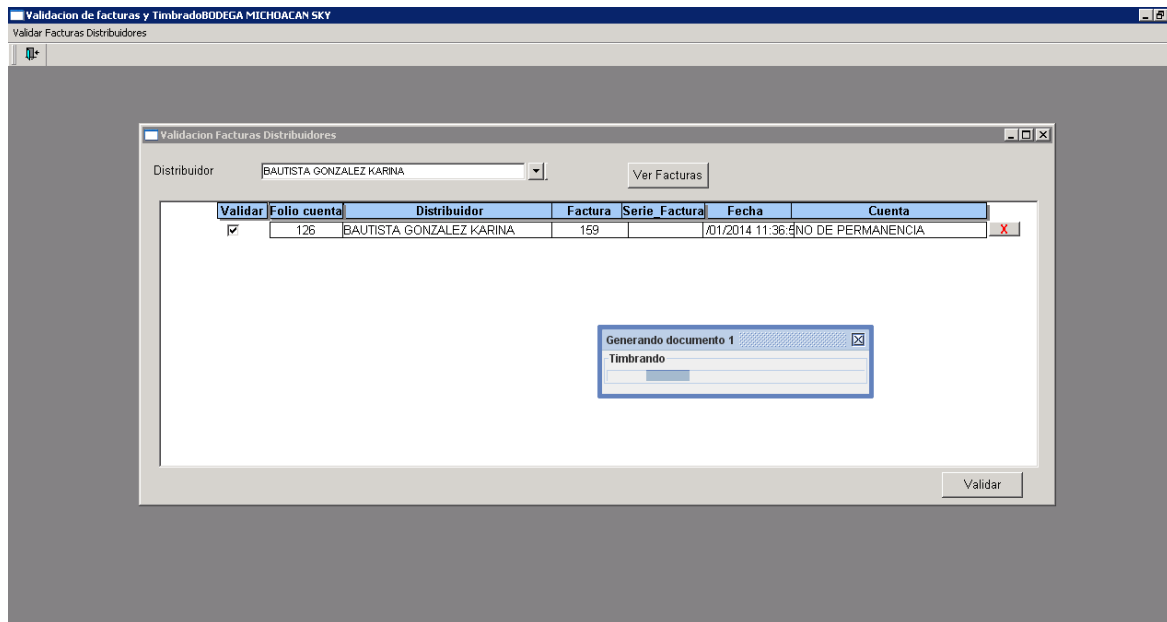 Validacion de facturas y TimbradoBODEGA MICHOACAN SKY
Validar Facturas Distribuidores
Validacion Facturas Distribuidores
Distribuidor BAUTISTA GONZALEZ KARINA Ver Facturas
Validar Folio cuenta Distribuidor Factura Serie_Factura Fecha Cuenta
126 BAUTISTA GONZALEZ KARINA 159 /01/2014 11:36:5 NO DE PERMANENCIA X
Generando documento 1
Timbrando
Validar